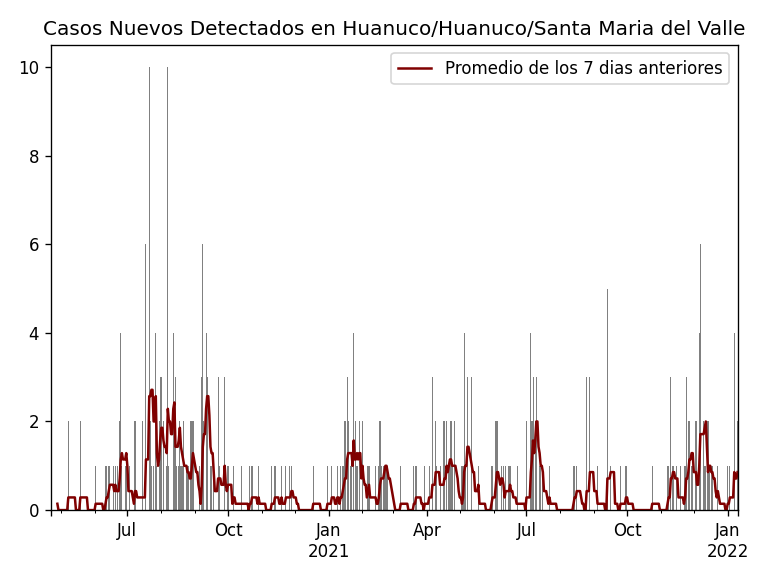 Casos Nuevos Detectados en Huanuco/Huanuco/Santa Maria del Valle
Promedio de los 7 dias anteriores
10
8
6
4
2
0
Jul
Oct
Jan
2021
Apr
Jul
Oct
Jan
2022